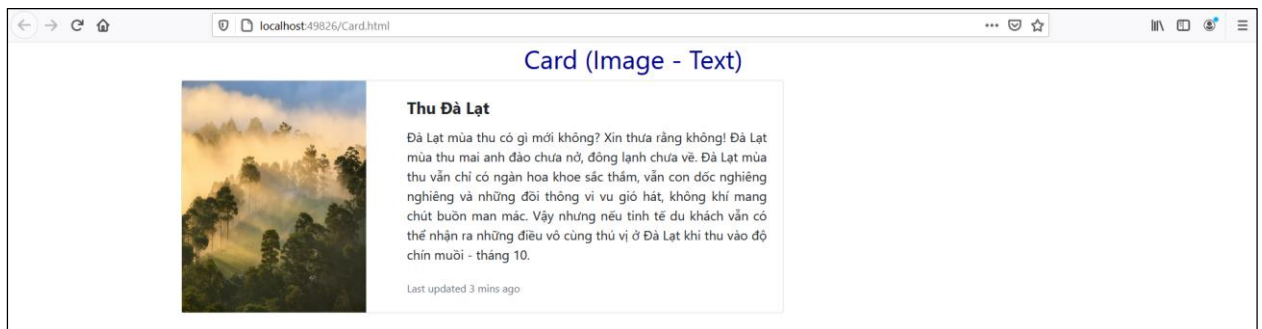 localhost:49826/Card.html
Card (Image - Text)
Thu Đà Lạt
Đà Lạt mùa thu có gì mới không? Xin thưa rằng không! Đà Lạt
mùa thu mai anh đào chưa nở, đông lạnh chưa về. Đà Lạt mùa
thu vẫn chỉ có ngàn hoa khoe sắc thắm, vẫn con dốc nghiêng
nghiêng và những đồi thông vi vu gió hát, không khí mang
chút buồn man mác. Vậy nhưng nếu tinh tế du khách vẫn có
thể nhận ra những điều vô cùng thú vị ở Đà Lạt khi thu vào độ
chín muồi - tháng 10.
Last updated 3 mins ago